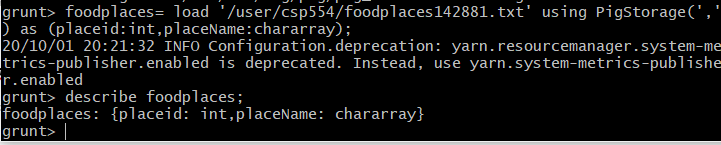 grunt> foodplaces= load '/user/csp554/foodplaces142881.txt' using PigStorage(','
) as (placeid:int,placeName:chararray);
20/10/01 20:21:32 INFO Configuration.deprecation: yarn.resourcemanager.system-me
trics-publisher.enabled is deprecated. Instead, use yarn.system-metrics-publishe
r.enabled
grunt> describe foodplaces;
foodplaces: {placeid: int,placeName: chararray}
grunt>